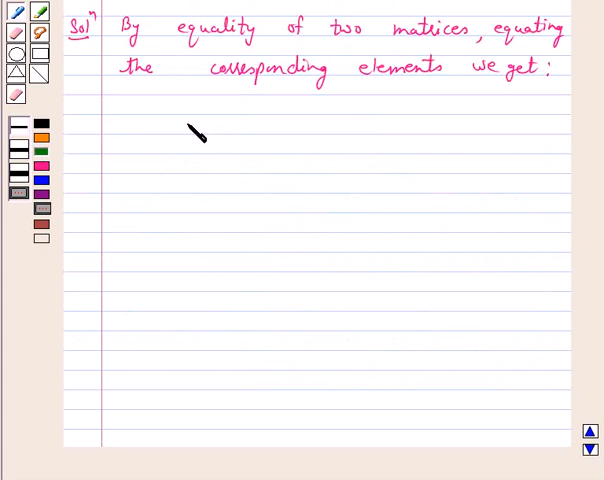 Solⁿ By equality of two matrices, equating
the corresponding elements we get: